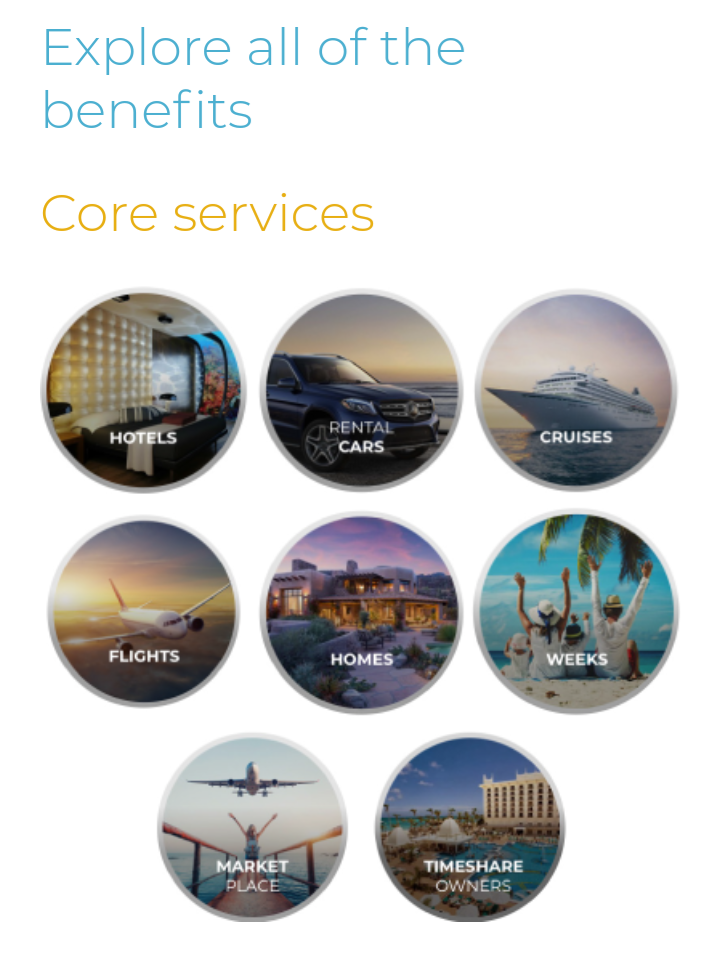 Explore all of the
benefits
Core services
HOTELS
RENTAL
CARS
CRUISES
FLIGHTS
HOMES
WEEKS
MARKET
PLACE
TIMESHARE
OWNERS